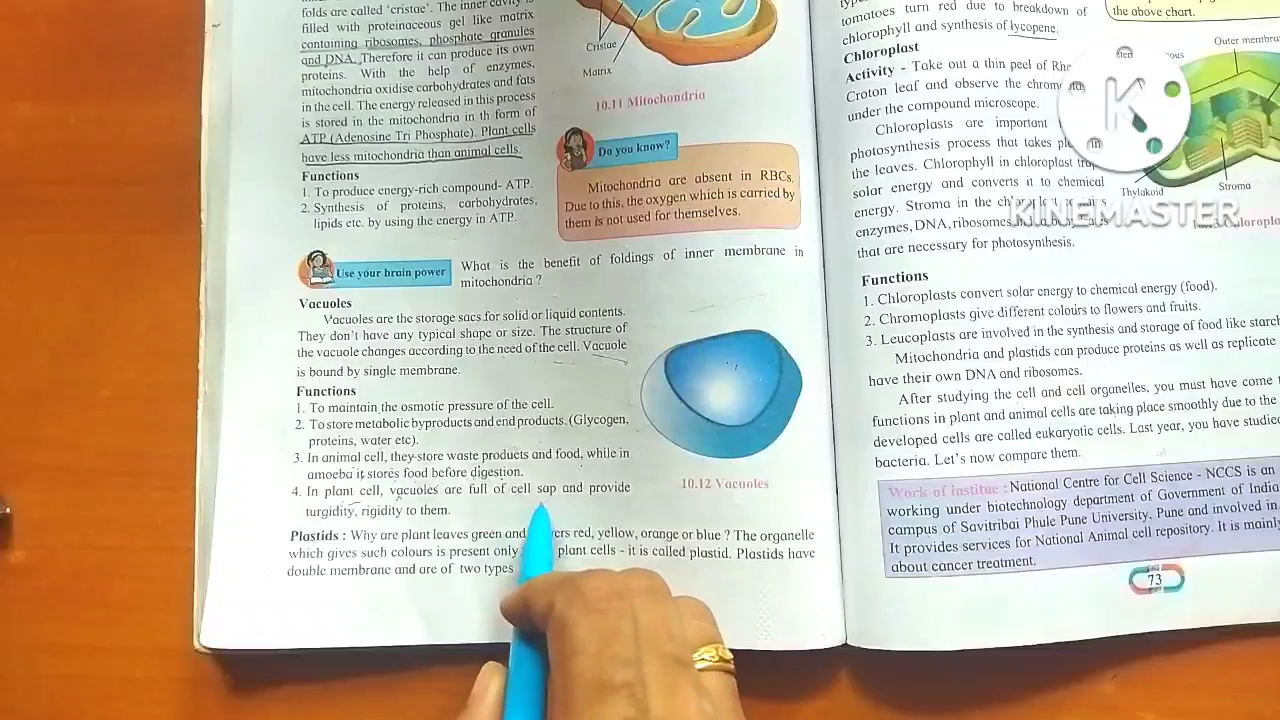 folds are called 'cristae'. The inner cavity is
filled with proteinaceous gel like matrix
containing ribosomes, phosphate granules
and DNA. Therefore it can produce its own
proteins. With the help of enzymes,
mitochondria oxidise carbohydrates and fats
in the cell. The energy released in this process
is stored in the mitochondria in th form of
ATP (Adenosine Tri Phosphate). Plant cells
have less mitochondria than animal cells.
Functions
1. To produce energy-rich compound- ATP.
2. Synthesis of proteins, carbohydrates,
lipids etc. by using the energy in ATP.
Cristae
Matrix
10.11 Mitochondria
Do you know?
Mitochondria are absent in RBCs.
Due to this, the oxygen which is carried by
them is not used for themselves.
Use your brain power
What is the benefit of foldings of inner membrane in
mitochondria ?
Vacuoles
Vacuoles are the storage sacs for solid or liquid contents.
They don't have any typical shape or size. The structure of
the vacuole changes according to the need of the cell. Vacuole
is bound by single membrane.
Functions
1. To maintain the osmotic pressure of the cell.
2. To store metabolic byproducts and end products. (Glycogen,
proteins, water etc).
3. In animal cell, they store waste products and food, while in
amoeba it stores food before digestion.
4. In plant cell, vacuoles are full of cell sap and provide
turgidity, rigidity to them.
10.12 Vacuoles
Plastids : Why are plant leaves green and red, yellow, orange or blue ? The organelle
which gives such colours is present only plant cells - it is called plastid. Plastids have
double membrane and are of two types
tomatoes turn red due to breakdown of
chlorophyll and synthesis of lycopene.
the above chart.
Chloroplast
Activity - Take out a thin peel of
Croton leaf and observe the
under the compound microscope.
Chloroplasts are important
photosynthesis process that takes
the leaves. Chlorophyll in chloroplast
solar energy and converts it to chemical
energy. Stroma in the
enzymes, DNA, ribosomes
that are necessary for photosynthesis.
Outer
Thylakoid
Stroma
K
KINEMASTER
Functions
1. Chloroplasts convert solar energy to chemical energy (food).
2. Chromoplasts give different colours to flowers and fruits.
3. Leucoplasts are involved in the synthesis and storage of food like starch
Mitochondria and plastids can produce proteins as well as replicate
have their own DNA and ribosomes.
After studying the cell and cell organelles, you must have come
functions in plant and animal cells are taking place smoothly due to the
developed cells are called eukaryotic cells. Last year, you have studied
bacteria. Let's now compare them.
Work of institue : National Centre for Cell Science - NCCS is an
working under biotechnology department of Government of India
campus of Savitribai Phule Pune University, Pune and involved in
It provides services for National Animal cell repository. It is mainly
about cancer treatment.
73